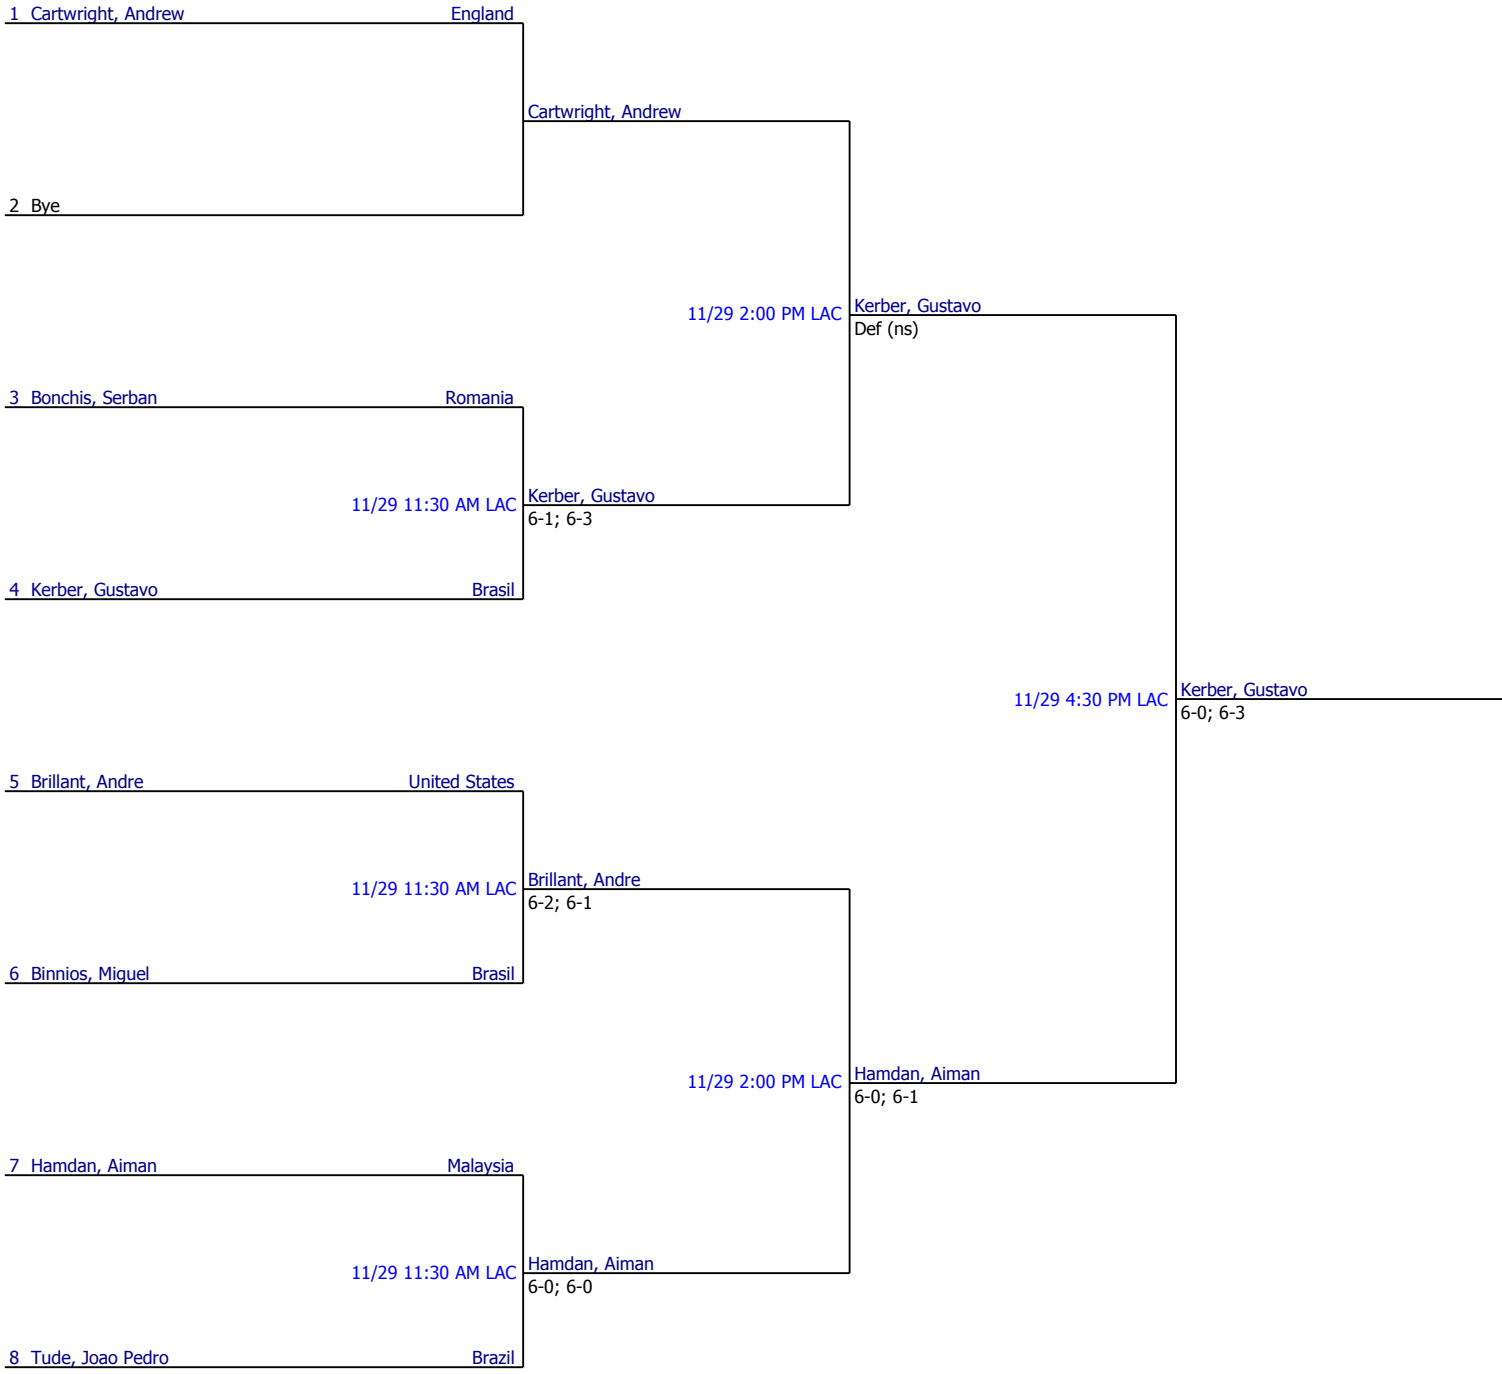 1 Cartwright, Andrew England
Cartwright, Andrew
2 Bye
11/29 2:00 PM LAC Kerber, Gustavo
Def (ns)
3 Bonchis, Serban Romania
11/29 11:30 AM LAC Kerber, Gustavo
6-1; 6-3
4 Kerber, Gustavo Brasil
11/29 4:30 PM LAC Kerber, Gustavo
6-0; 6-3
5 Brillant, Andre United States
11/29 11:30 AM LAC Brillant, Andre
6-2; 6-1
6 Binnios, Miguel Brasil
11/29 2:00 PM LAC Hamdan, Aiman
6-0; 6-1
7 Hamdan, Aiman Malaysia
11/29 11:30 AM LAC Hamdan, Aiman
6-0; 6-0
8 Tude, Joao Pedro Brazil